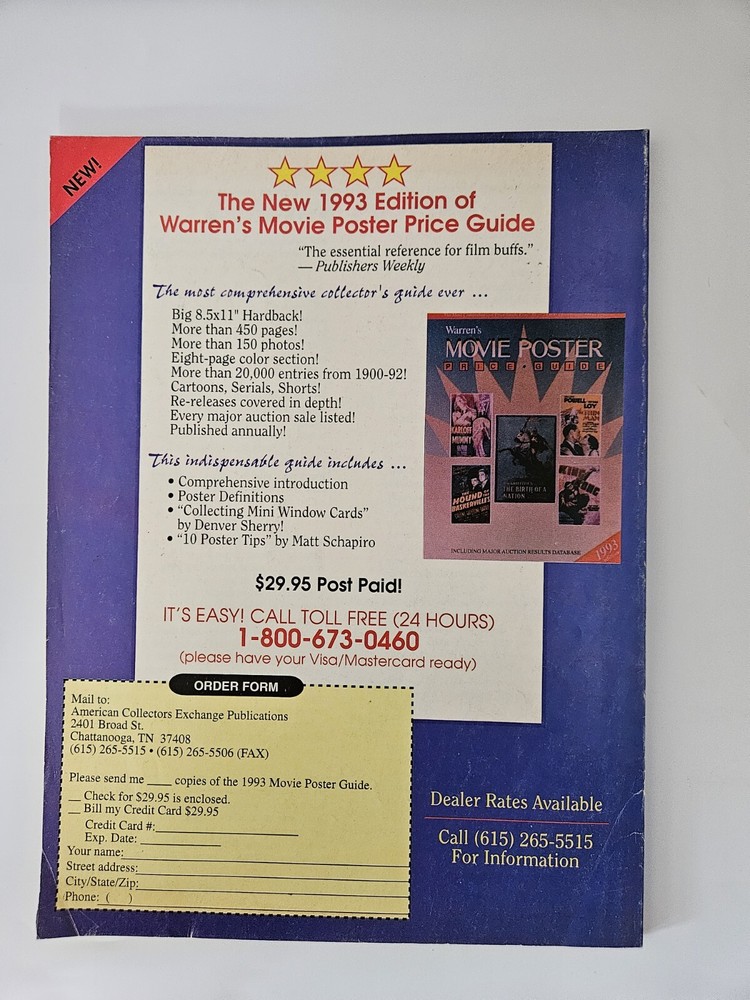 NEW!
The New 1993 Edition of
Warren's Movie Poster Price Guide
"The essential reference for film buffs."
— Publishers Weekly
The most comprehensive collector's guide ever ...
Big 8.5x11" Hardback!
More than 450 pages!
More than 150 photos!
Eight-page color section!
More than 20,000 entries from 1900-92!
Cartoons, Serials, Shorts!
Re-releases covered in depth!
Every major auction sale listed!
Published annually!
This indispensable guide includes ...
• Comprehensive introduction
• Poster Definitions
• "Collecting Mini Window Cards"
by Denver Sherry!
• "10 Poster Tips" by Matt Schapiro
Warren's
MOVIE POSTER
PRICE • GUIDE
KARLOFF
MUMMY
POWELL
LOY
THIN
MAN
HOUND
BASKERVILLES
THE BIRTH OF A
NATION
KING
INCLUDING MAJOR AUCTION RESULTS DATABASE
1993
$29.95 Post Paid!
IT'S EASY! CALL TOLL FREE (24 HOURS)
1-800-673-0460
(please have your Visa/Mastercard ready)
ORDER FORM
Mail to:
American Collectors Exchange Publications
2401 Broad St.
Chattanooga, TN 37408
(615) 265-5515 • (615) 265-5506 (FAX)
Please send me ____ copies of the 1993 Movie Poster Guide.
__ Check for $29.95 is enclosed.
__ Bill my Credit Card $29.95
Credit Card #:
Exp. Date:
Your name:
Street address:
City/State/Zip:
Phone: ( )
Dealer Rates Available
Call (615) 265-5515
For Information